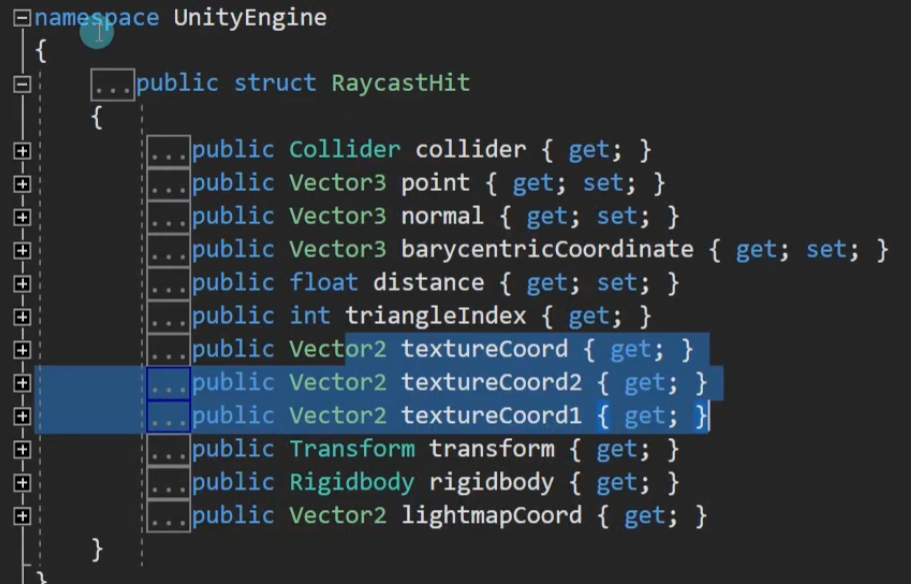 namespace UnityEngine
{
...public struct RaycastHit
{
...public Collider collider { get; }
...public Vector3 point { get; set; }
...public Vector3 normal { get; set; }
...public Vector3 barycentricCoordinate { get; set; }
...public float distance { get; set; }
...public int triangleIndex { get; }
...public Vector2 textureCoord { get; }
...public Vector2 textureCoord2 { get; }
...public Vector2 textureCoord1 { get; }
...public Transform transform { get; }
...public Rigidbody rigidbody { get; }
...public Vector2 lightmapCoord { get; }
}
}